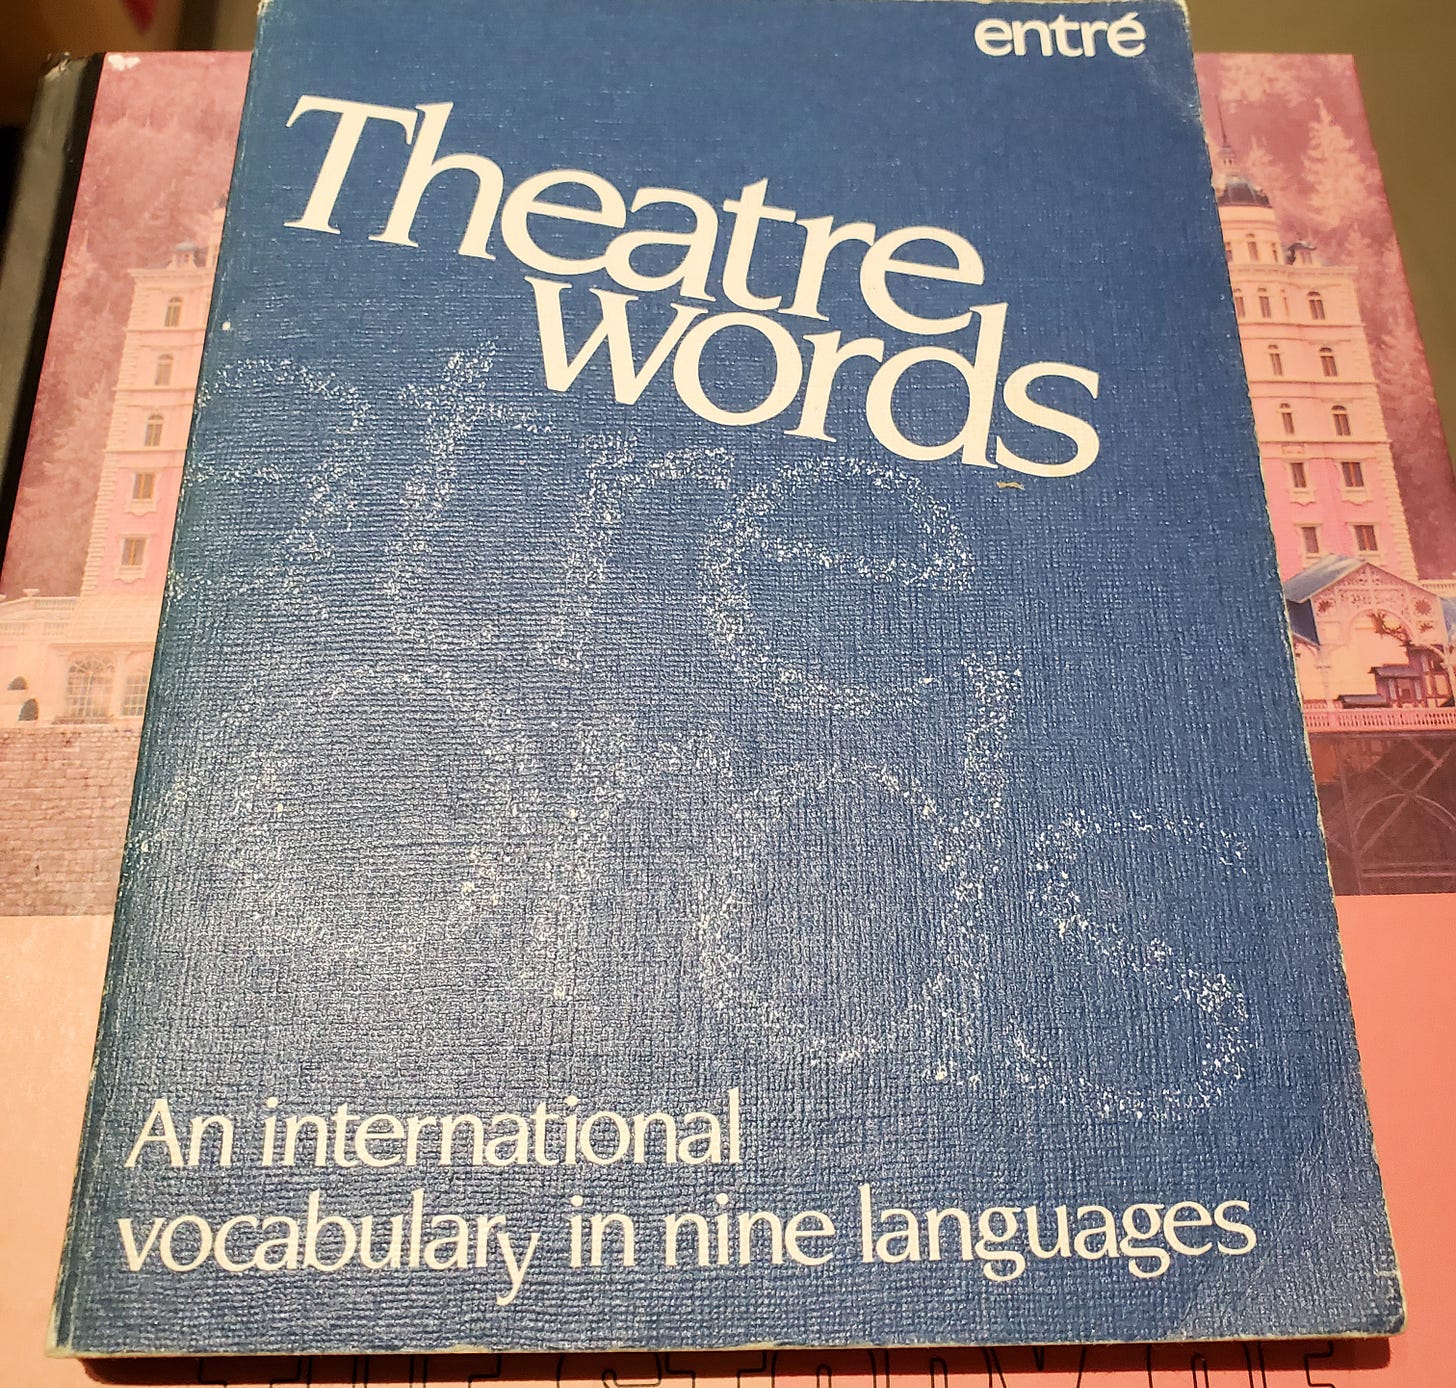 entré
Theatre
words
An international
vocabulary in nine languages